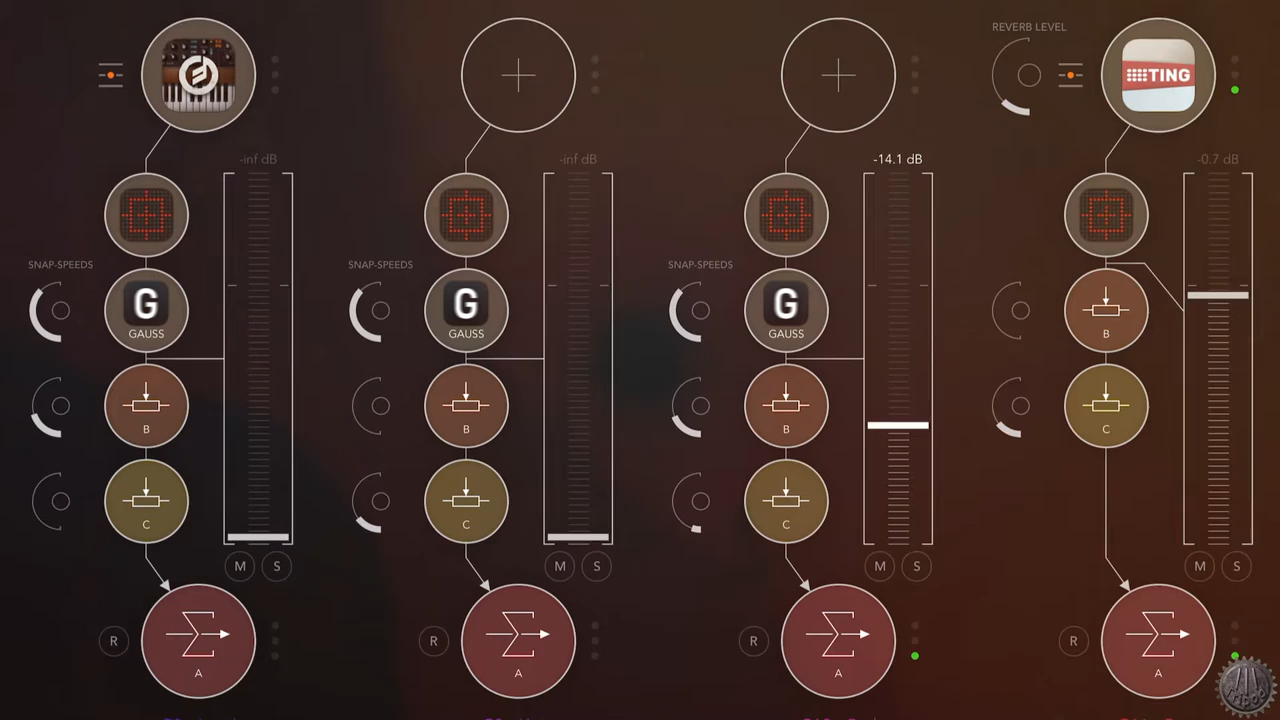 REVERB LEVEL
TING
-inf dB
-inf dB
-14.1 dB
-0.7 dB
SNAP-SPEEDS
SNAP-SPEEDS
SNAP-SPEEDS
G
GAUSS
G
GAUSS
G
GAUSS
B
B
B
B
C
C
C
C
M S
M S
M S
M S
R
R
R
R
A
A
A
A